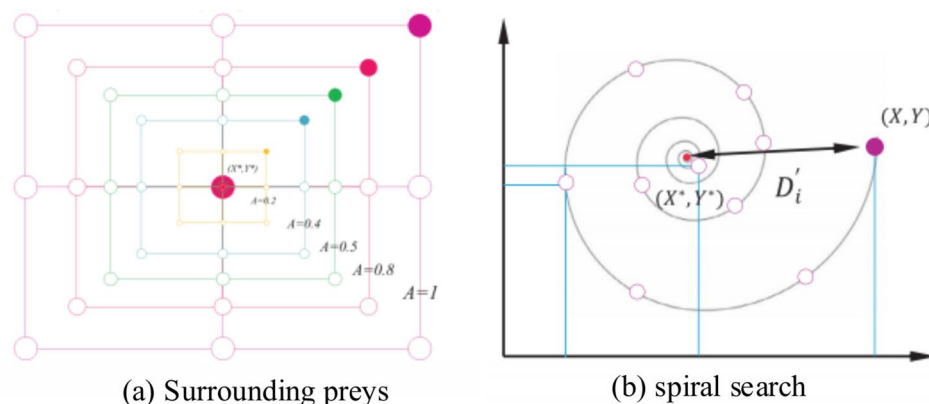 (X*,Y*)
A=0.2
A=0.4
A=0.5
A=0.8
A=1
(a) Surrounding preys
(X,Y)
(X*,Y*)
D'i
(b) spiral search